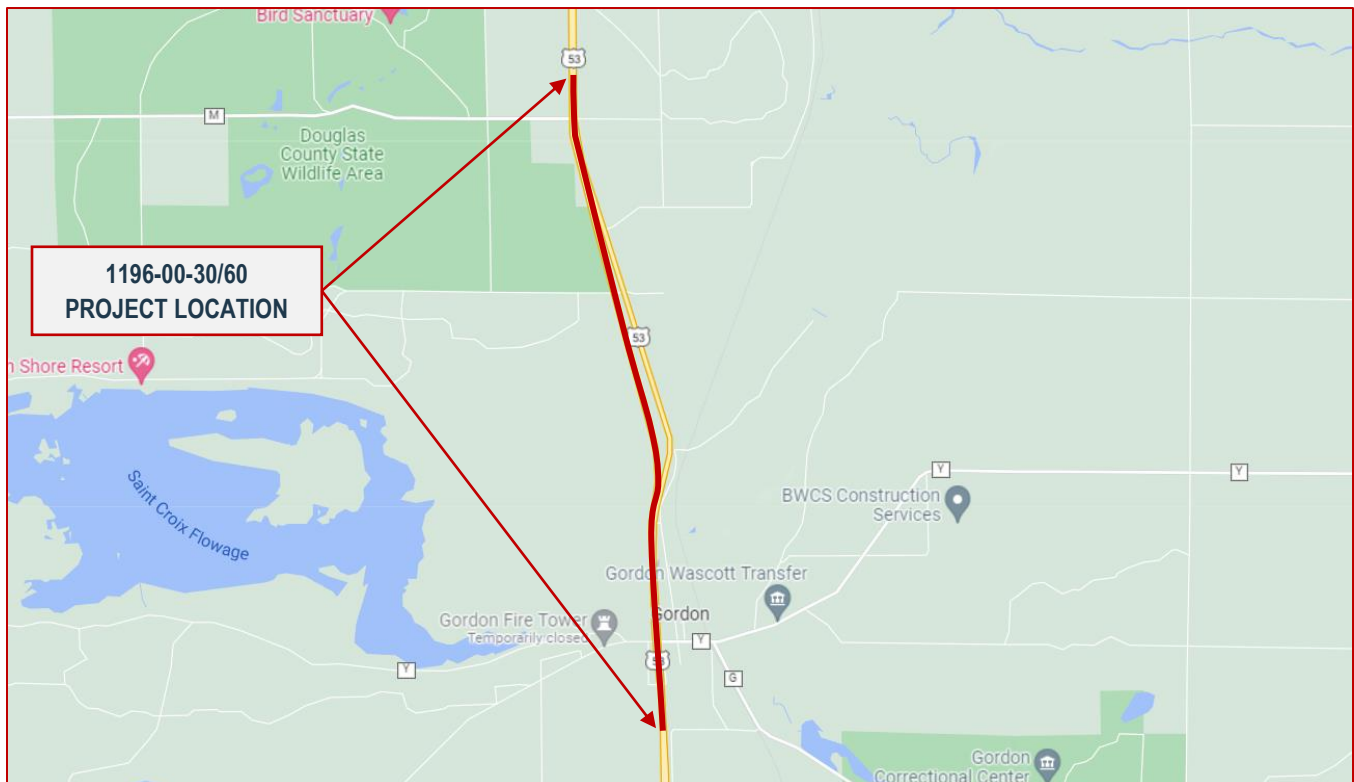 Bird Sanctuary
53
M
Douglas
County State
Wildlife Area
1196-00-30/60
PROJECT LOCATION
53
n Shore Resort
Saint Croix Flowage
Y
Y
BWCS Construction
Services
Gordon Wascott Transfer
Gordon Fire Tower
Temporarily closed
Gordon
Y
Y
53
G
Gordon
Correctional Center